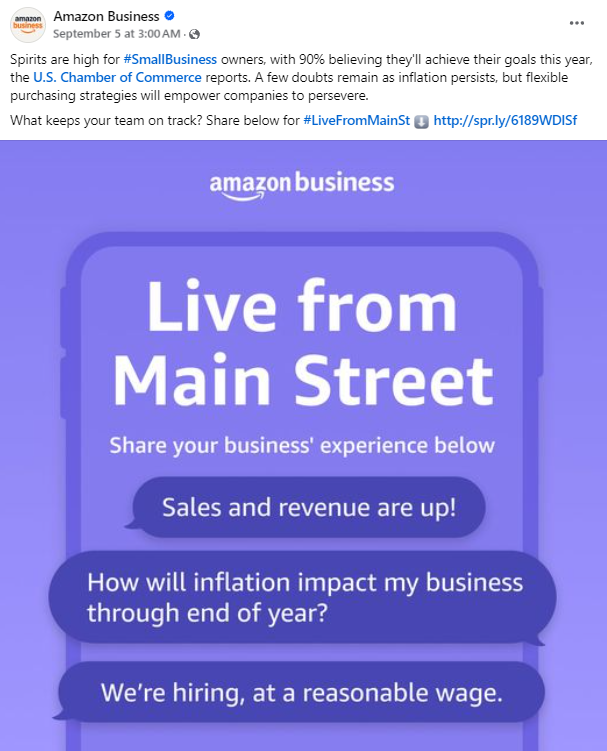 amazon
business
Amazon Business
September 5 at 3:00 AM ·
Spirits are high for #SmallBusiness owners, with 90% believing they'll achieve their goals this year,
the U.S. Chamber of Commerce reports. A few doubts remain as inflation persists, but flexible
purchasing strategies will empower companies to persevere.
What keeps your team on track? Share below for #LiveFromMainSt ⬇️ http://spr.ly/6189WDISf
amazon business
Live from
Main Street
Share your business' experience below
Sales and revenue are up!
How will inflation impact my business
through end of year?
We're hiring, at a reasonable wage.